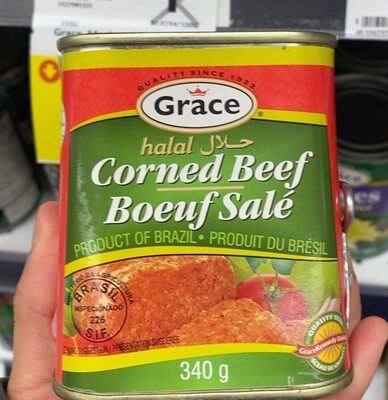 QUALITY SINCE 1922
Grace
halal حلال
Corned Beef
Boeuf Salé
PRODUCT OF BRAZIL • PRODUIT DU BRÉSIL
BRASIL
INSPECIONADO
226
S.I.F.
340 g